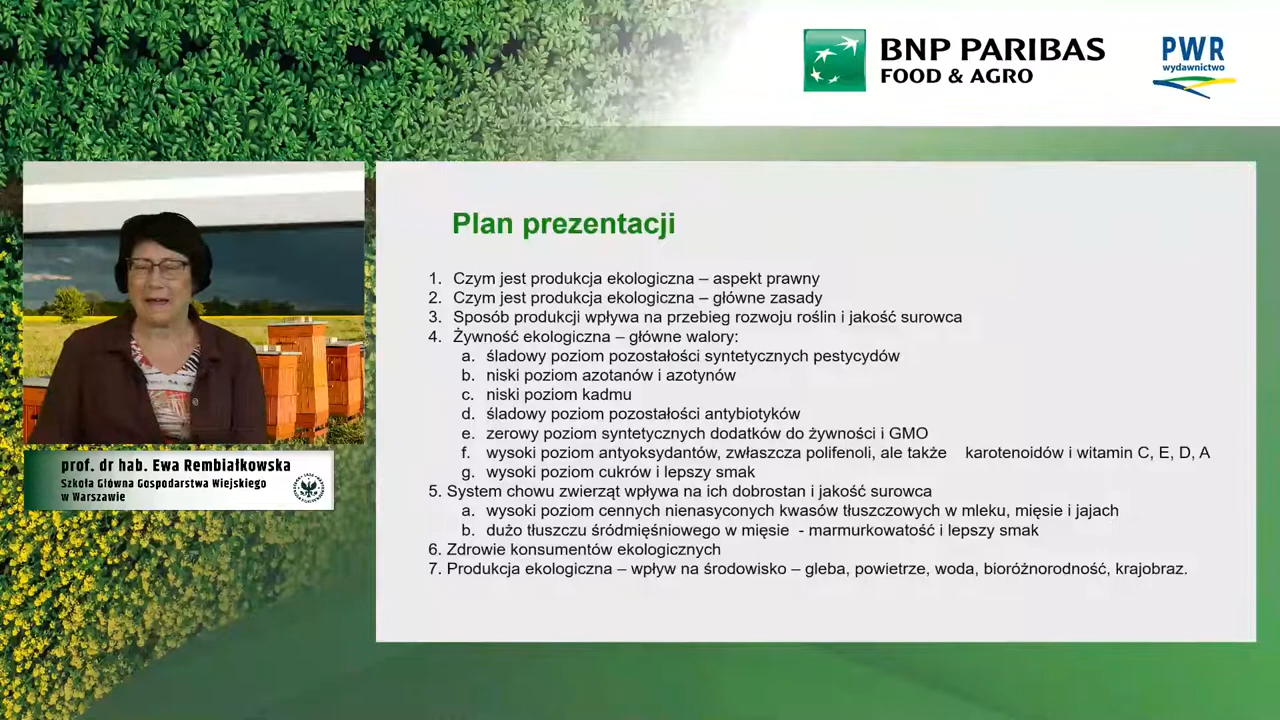 BNP PARIBAS
FOOD & AGRO
PWR
wydawnictwo
Plan prezentacji
1. Czym jest produkcja ekologiczna – aspekt prawny
2. Czym jest produkcja ekologiczna – główne zasady
3. Sposób produkcji wpływa na przebieg rozwoju roślin i jakość surowca
4. Żywność ekologiczna – główne walory:
a. śladowy poziom pozostałości syntetycznych pestycydów
b. niski poziom azotanów i azotynów
c. niski poziom kadmu
d. śladowy poziom pozostałości antybiotyków
e. zerowy poziom syntetycznych dodatków do żywności i GMO
f. wysoki poziom antyoksydantów, zwłaszcza polifenoli, ale także karotenoidów i witamin C, E, D, A
g. wysoki poziom cukrów i lepszy smak
5. System chowu zwierząt wpływa na ich dobrostan i jakość surowca
a. wysoki poziom cennych nienasyconych kwasów tłuszczowych w mleku, mięsie i jajach
b. dużo tłuszczu śródmięśniowego w mięsie - marmurkowatość i lepszy smak
6. Zdrowie konsumentów ekologicznych
7. Produkcja ekologiczna – wpływ na środowisko – gleba, powietrze, woda, bioróżnorodność, krajobraz.
prof. dr hab. Ewa Rembiałkowska
Szkoła Główna Gospodarstwa Wiejskiego
w Warszawie